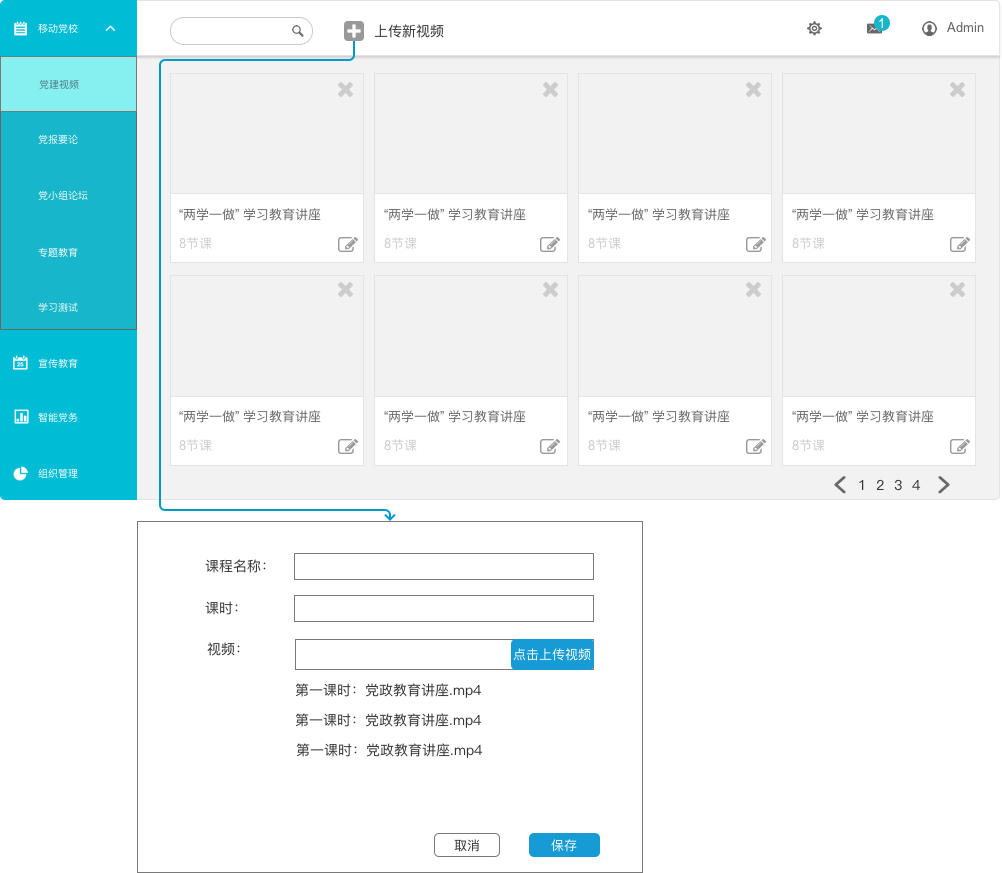 移动党校
上传新视频
1
Admin
党建视频
党报要论
党小组论坛
专题教育
学习测试
25
宣传教育
智能党务
组织管理
“两学一做” 学习教育讲座
“两学一做” 学习教育讲座
“两学一做” 学习教育讲座
“两学一做” 学习教育讲座
8节课
8节课
8节课
8节课
“两学一做” 学习教育讲座
“两学一做” 学习教育讲座
“两学一做” 学习教育讲座
“两学一做” 学习教育讲座
8节课
8节课
8节课
8节课
1 2 3 4
课程名称：
课时：
视频：
点击上传视频
第一课时：党政教育讲座.mp4
第一课时：党政教育讲座.mp4
第一课时：党政教育讲座.mp4
取消
保存